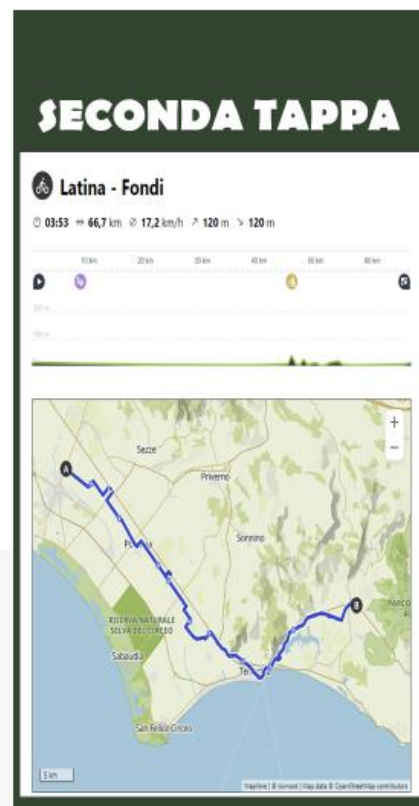 SECONDA TAPPA
Latina - Fondi
03:53 66,7 km 17,2 km/h 120 m 120 m
10 km 20 km 30 km 40 km 50 km 60 km
A
Sezze
Priverno
Sonnino
B
RISERVA NATURALE
SELVA DEL CIRCEO
Sabaudia
San Felice Circeo
5 km